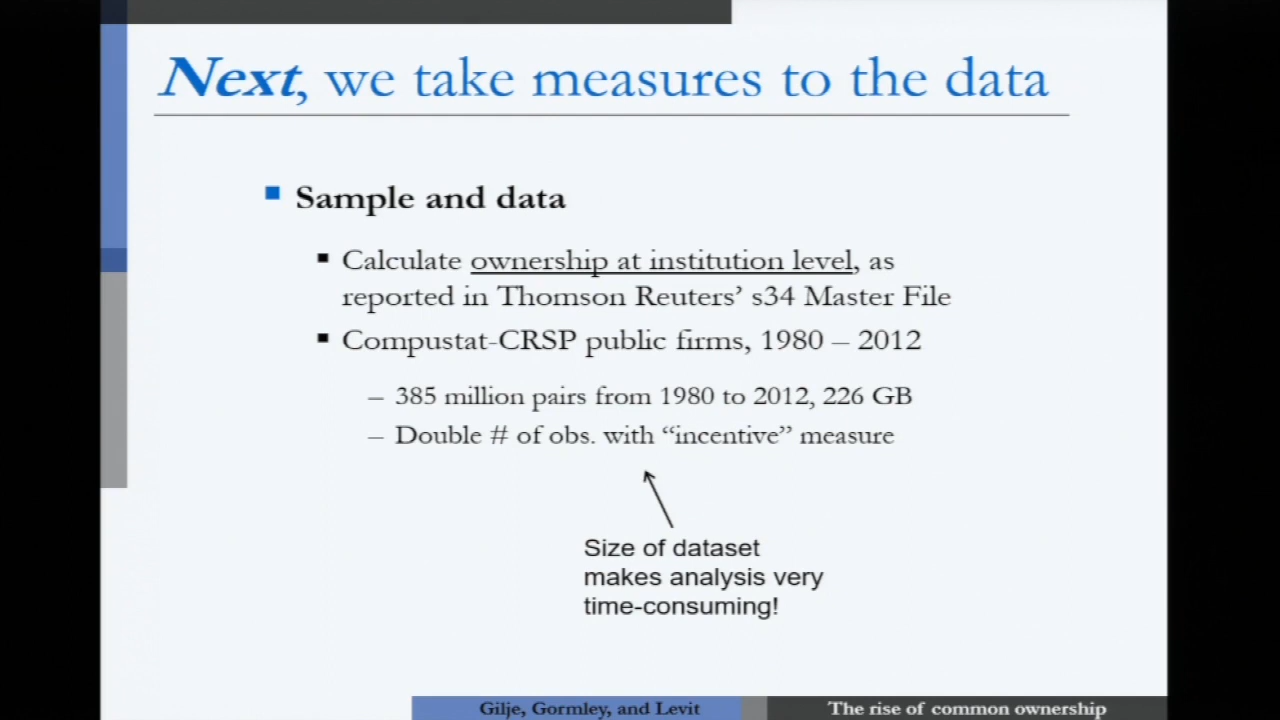 Next, we take measures to the data
Sample and data
Calculate ownership at institution level, as
reported in Thomson Reuters’ s34 Master File
Compustat-CRSP public firms, 1980 – 2012
– 385 million pairs from 1980 to 2012, 226 GB
– Double # of obs. with “incentive” measure
Size of dataset
makes analysis very
time-consuming!
Gilje, Gormley, and Levit
The rise of common ownership